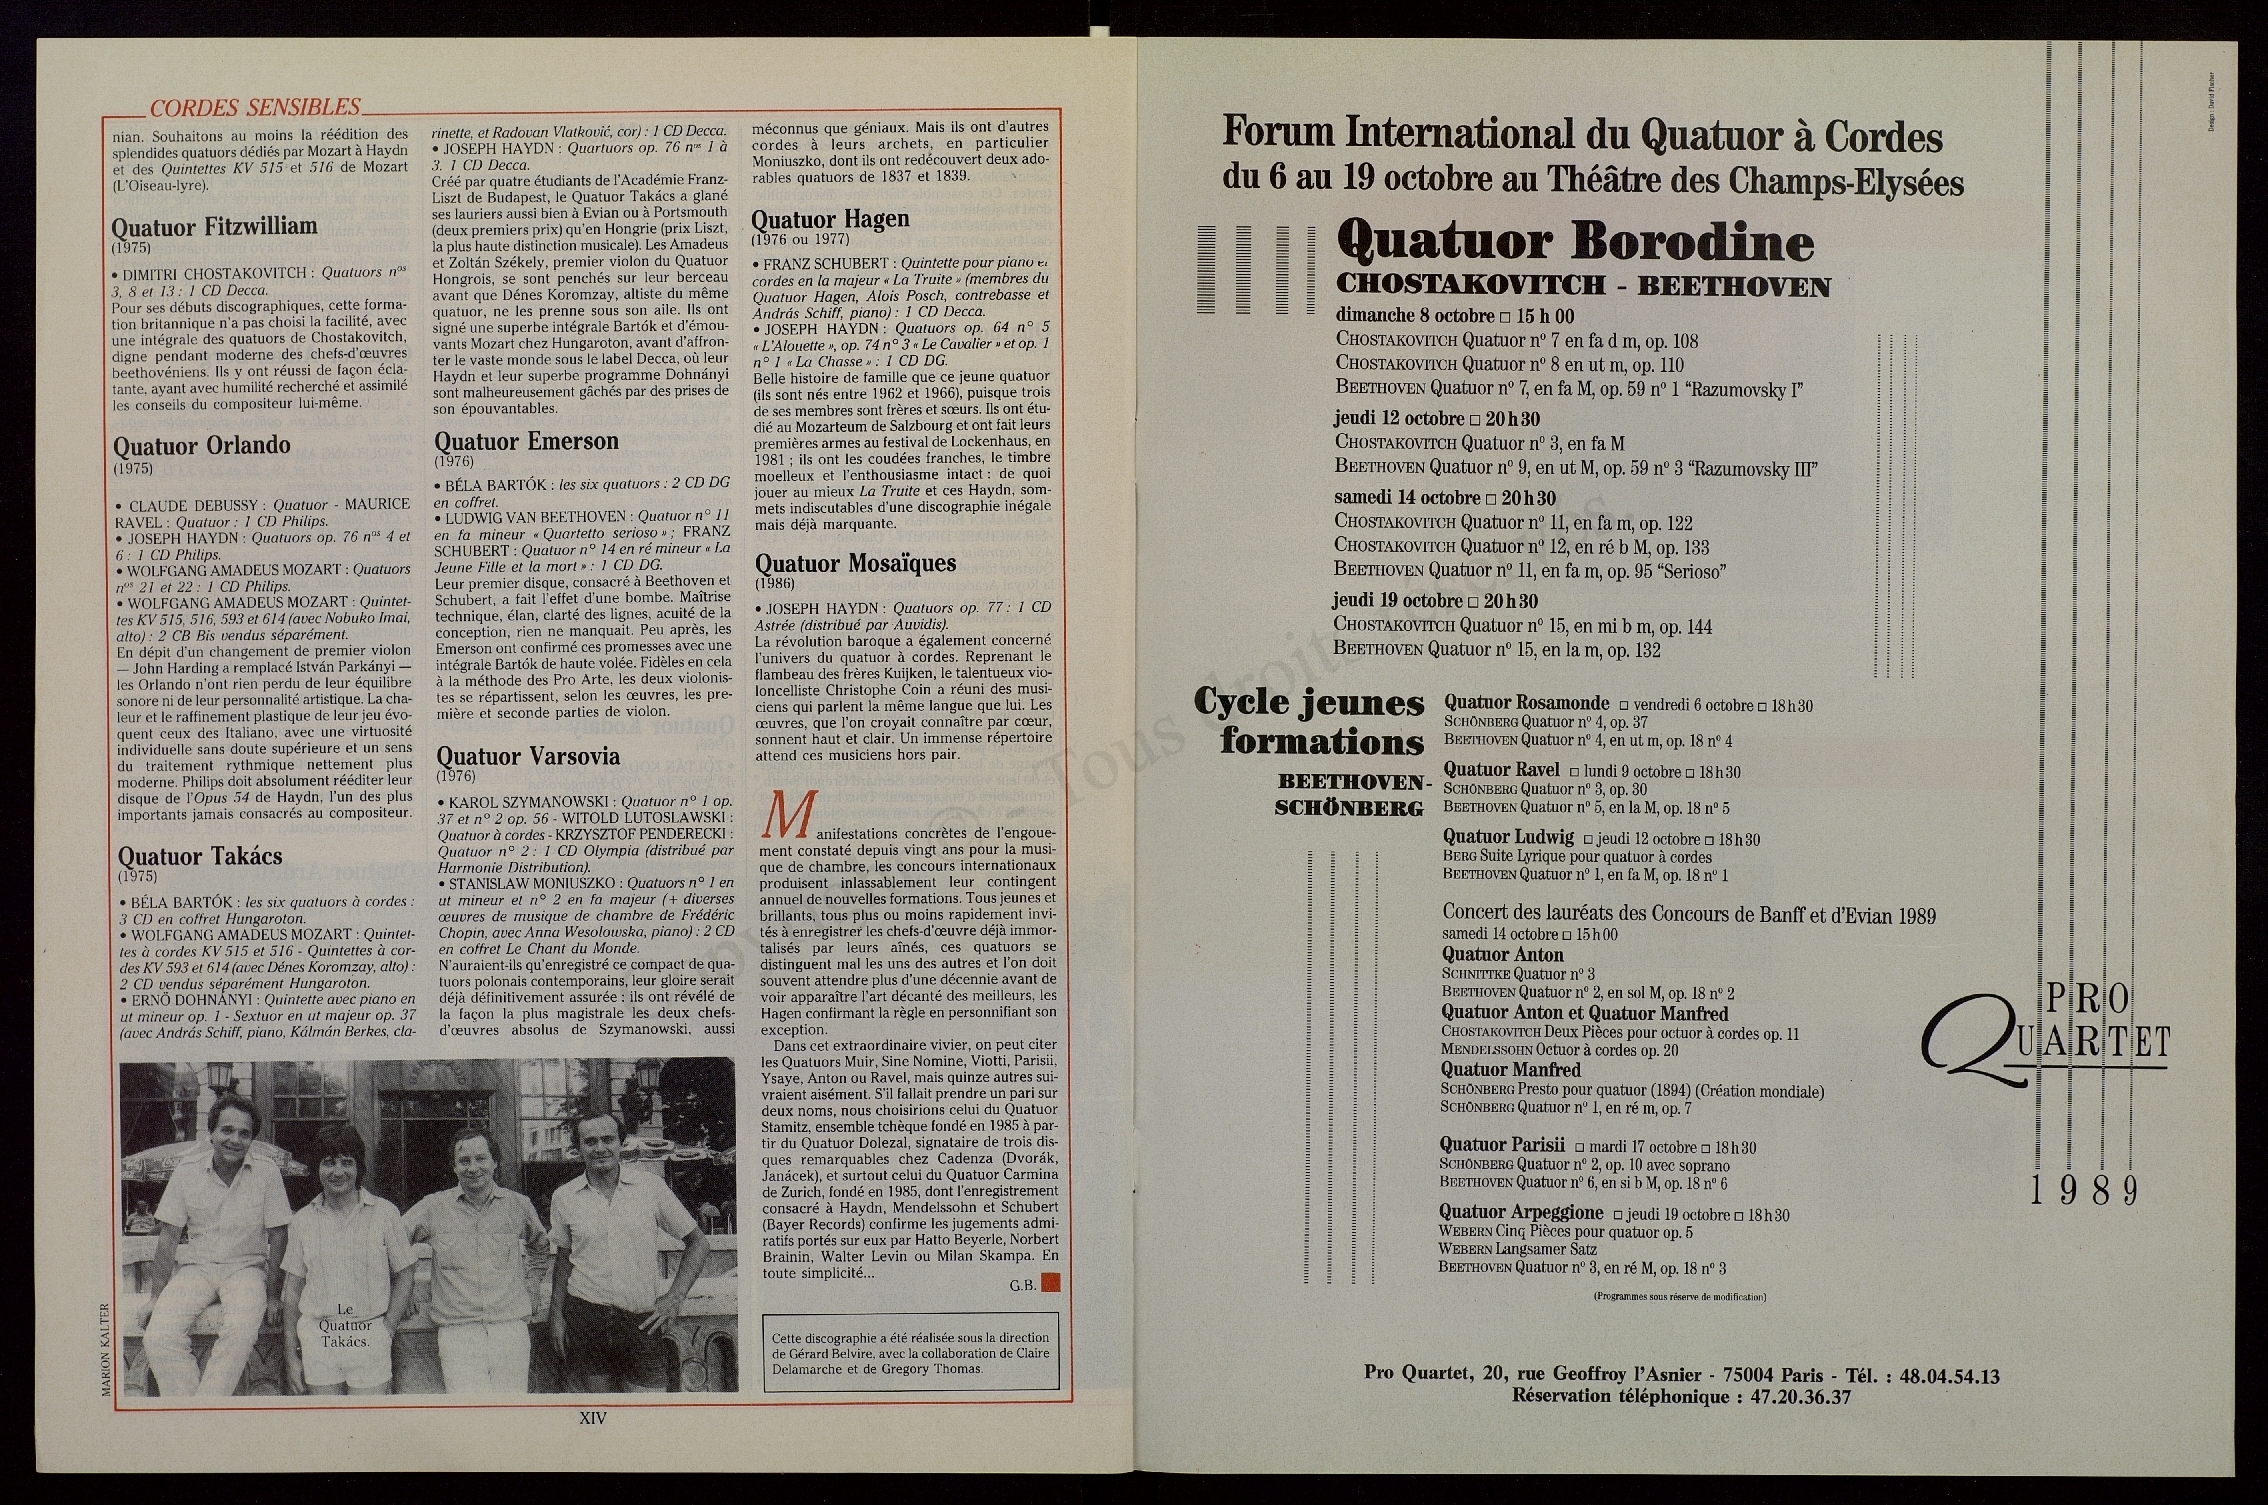 CORDES SENSIBLES
nian. Souhaitons au moins la réédition des
splendides quatuors dédiés par Mozart à Haydn
et des Quintettes KV 515 et 516 de Mozart
(L'Oiseau-lyre).
Quatuor Fitzwilliam
(1975)
• DIMITRI CHOSTAKOVITCH : Quatuors nos
3, 8 et 13 : 1 CD Decca.
Pour ses débuts discographiques, cette forma-
tion britannique n'a pas choisi la facilité, avec
une intégrale des quatuors de Chostakovitch,
digne pendant moderne des chefs-d'œuvres
beethovéniens. Ils y ont réussi de façon écla-
tante, ayant avec humilité recherché et assimilé
les conseils du compositeur lui-même.
Quatuor Orlando
(1975)
• CLAUDE DEBUSSY : Quatuor - MAURICE
RAVEL : Quatuor : 1 CD Philips.
• JOSEPH HAYDN : Quatuors op. 76 nos 4 et
6 : 1 CD Philips.
• WOLFGANG AMADEUS MOZART : Quatuors
nos 21 et 22 : 1 CD Philips.
• WOLFGANG AMADEUS MOZART : Quintet-
tes KV 515, 516, 593 et 614 (avec Nobuko Imai,
alto) : 2 CB Bis vendus séparément.
En dépit d'un changement de premier violon
— John Harding a remplacé István Parkányi —
les Orlando n'ont rien perdu de leur équilibre
sonore ni de leur personnalité artistique. La cha-
leur et le raffinement plastique de leur jeu évo-
quent ceux des Italiano, avec une virtuosité
individuelle sans doute supérieure et un sens
du traitement rythmique nettement plus
moderne. Philips doit absolument rééditer leur
disque de l'Opus 54 de Haydn, l'un des plus
importants jamais consacrés au compositeur.
Quatuor Takács
(1975)
• BÉLA BARTÓK : les six quatuors à cordes :
3 CD en coffret Hungaroton.
• WOLFGANG AMADEUS MOZART : Quintet-
tes à cordes KV 515 et 516 - Quintettes à cor-
des KV 593 et 614 (avec Dénes Koromzay, alto) :
2 CD vendus séparément Hungaroton.
• ERNÖ DOHNÁNYI : Quintette avec piano en
ut mineur op. 1 - Sextuor en ut majeur op. 37
(avec András Schiff, piano, Kálmán Berkes, cla-
rinette, et Radovan Vlatković, cor) : 1 CD Decca.
• JOSEPH HAYDN : Quartuors op. 76 nos 1 à
3. 1 CD Decca.
Créé par quatre étudiants de l'Académie Franz-
Liszt de Budapest, le Quatuor Takács a glané
ses lauriers aussi bien à Evian ou à Portsmouth
(deux premiers prix) qu'en Hongrie (prix Liszt,
la plus haute distinction musicale). Les Amadeus
et Zoltán Székely, premier violon du Quatuor
Hongrois, se sont penchés sur leur berceau
avant que Dénes Koromzay, altiste du même
quatuor, ne les prenne sous son aile. Ils ont
signé une superbe intégrale Bartók et d'émou-
vants Mozart chez Hungaroton, avant d'affron-
ter le vaste monde sous le label Decca, où leur
Haydn et leur superbe programme Dohnányi
sont malheureusement gâchés par des prises de
son épouvantables.
Quatuor Emerson
(1976)
• BÉLA BARTÓK : les six quatuors : 2 CD DG
en coffret.
• LUDWIG VAN BEETHOVEN : Quatuor n° 11
en fa mineur « Quartetto serioso » ; FRANZ
SCHUBERT : Quatuor n° 14 en ré mineur « La
Jeune Fille et la mort » : 1 CD DG.
Leur premier disque, consacré à Beethoven et
Schubert, a fait l'effet d'une bombe. Maîtrise
technique, élan, clarté des lignes, acuité de la
conception, rien ne manquait. Peu après, les
Emerson ont confirmé ces promesses avec une
intégrale Bartók de haute volée. Fidèles en cela
à la méthode des Pro Arte, les deux violonis-
tes se répartissent, selon les œuvres, les pre-
mière et seconde parties de violon.
Quatuor Varsovia
(1976)
• KAROL SZYMANOWSKI : Quatuor n° 1 op.
37 et n° 2 op. 56 - WITOLD LUTOSLAWSKI :
Quatuor à cordes - KRZYSZTOF PENDERECKI :
Quatuor n° 2 : 1 CD Olympia (distribué par
Harmonie Distribution).
• STANISLAW MONIUSZKO : Quatuors n° 1 en
ut mineur et n° 2 en fa majeur (+ diverses
œuvres de musique de chambre de Frédéric
Chopin, avec Anna Wesolowska, piano) : 2 CD
en coffret Le Chant du Monde.
N'auraient-ils qu'enregistré ce compact de qua-
tuors polonais contemporains, leur gloire serait
déjà définitivement assurée : ils ont révélé de
la façon la plus magistrale les deux chefs-
d'œuvres absolus de Szymanowski, aussi
méconnus que géniaux. Mais ils ont d'autres
cordes à leurs archets, en particulier
Moniuszko, dont ils ont redécouvert deux ado-
rables quatuors de 1837 et 1839.
Quatuor Hagen
(1976 ou 1977)
• FRANZ SCHUBERT : Quintette pour piano et
cordes en la majeur « La Truite » (membres du
Quatuor Hagen, Alois Posch, contrebasse et
András Schiff, piano) : 1 CD Decca.
• JOSEPH HAYDN : Quatuors op. 64 n° 5
« L'Alouette », op. 74 n° 3 « Le Cavalier » et op. 1
n° 1 « La Chasse » : 1 CD DG.
Belle histoire de famille que ce jeune quatuor
(ils sont nés entre 1962 et 1966), puisque trois
de ses membres sont frères et sœurs. Ils ont étu-
dié au Mozarteum de Salzbourg et ont fait leurs
premières armes au festival de Lockenhaus, en
1981 ; ils ont les coudées franches, le timbre
moelleux et l'enthousiasme intact : de quoi
jouer au mieux La Truite et ces Haydn, som-
mets indiscutables d'une discographie inégale
mais déjà marquante.
Quatuor Mosaïques
(1986)
• JOSEPH HAYDN : Quatuors op. 77 : 1 CD
Astrée (distribué par Auvidis).
La révolution baroque a également concerné
l'univers du quatuor à cordes. Reprenant le
flambeau des frères Kuijken, le talentueux vio-
loncelliste Christophe Coin a réuni des musi-
ciens qui parlent la même langue que lui. Les
œuvres, que l'on croyait connaître par cœur,
sonnent haut et clair. Un immense répertoire
attend ces musiciens hors pair.
Manifestations concrètes de l'engoue-
ment constaté depuis vingt ans pour la musi-
que de chambre, les concours internationaux
produisent inlassablement leur contingent
annuel de nouvelles formations. Tous jeunes et
brillants, tous plus ou moins rapidement invi-
tés à enregistrer les chefs-d'œuvre déjà immor-
talisés par leurs aînés, ces quatuors se
distinguent mal les uns des autres et l'on doit
souvent attendre plus d'une décennie avant de
voir apparaître l'art décanté des meilleurs, les
Hagen confirmant la règle en personnifiant son
exception.
Dans cet extraordinaire vivier, on peut citer
les Quatuors Muir, Sine Nomine, Viotti, Parisii,
Ysaye, Anton ou Ravel, mais quinze autres sui-
vraient aisément. S'il fallait prendre un pari sur
deux noms, nous choisirions celui du Quatuor
Stamitz, ensemble tchèque fondé en 1985 à par-
tir du Quatuor Dolezal, signataire de trois dis-
ques remarquables chez Cadenza (Dvorák,
Janácek), et surtout celui du Quatuor Carmina
de Zurich, fondé en 1985, dont l'enregistrement
consacré à Haydn, Mendelssohn et Schubert
(Bayer Records) confirme les jugements admi-
ratifs portés sur eux par Hatto Beyerle, Norbert
Brainin, Walter Levin ou Milan Skampa. En
toute simplicité...
G.B.
Cette discographie a été réalisée sous la direction
de Gérard Belvire, avec la collaboration de Claire
Delamarche et de Gregory Thomas.
MARION KALTER
Le
Quatuor
Takács.
XIV
Design: David Fischer
Forum International du Quatuor à Cordes
du 6 au 19 octobre au Théâtre des Champs-Elysées
Quatuor Borodine
CHOSTAKOVITCH - BEETHOVEN
dimanche 8 octobre □ 15 h 00
CHOSTAKOVITCH Quatuor n° 7 en fa d m, op. 108
CHOSTAKOVITCH Quatuor n° 8 en ut m, op. 110
BEETHOVEN Quatuor n° 7, en fa M, op. 59 n° 1 “Razumovsky I”
jeudi 12 octobre □ 20 h 30
CHOSTAKOVITCH Quatuor n° 3, en fa M
BEETHOVEN Quatuor n° 9, en ut M, op. 59 n° 3 “Razumovsky III”
samedi 14 octobre □ 20 h 30
CHOSTAKOVITCH Quatuor n° 11, en fa m, op. 122
CHOSTAKOVITCH Quatuor n° 12, en ré b M, op. 133
BEETHOVEN Quatuor n° 11, en fa m, op. 95 “Serioso”
jeudi 19 octobre □ 20 h 30
CHOSTAKOVITCH Quatuor n° 15, en mi b m, op. 144
BEETHOVEN Quatuor n° 15, en la m, op. 132
Cycle jeunes
formations
BEETHOVEN-
SCHÖNBERG
Quatuor Rosamonde □ vendredi 6 octobre □ 18 h 30
SCHÖNBERG Quatuor n° 4, op. 37
BEETHOVEN Quatuor n° 4, en ut m, op. 18 n° 4
Quatuor Ravel □ lundi 9 octobre □ 18 h 30
SCHÖNBERG Quatuor n° 3, op. 30
BEETHOVEN Quatuor n° 5, en la M, op. 18 n° 5
Quatuor Ludwig □ jeudi 12 octobre □ 18 h 30
BERG Suite Lyrique pour quatuor à cordes
BEETHOVEN Quatuor n° 1, en fa M, op. 18 n° 1
Concert des lauréats des Concours de Banff et d'Evian 1989
samedi 14 octobre □ 15 h 00
Quatuor Anton
SCHNITTKE Quatuor n° 3
BEETHOVEN Quatuor n° 2, en sol M, op. 18 n° 2
Quatuor Anton et Quatuor Manfred
CHOSTAKOVITCH Deux Pièces pour octuor à cordes op. 11
MENDELSSOHN Octuor à cordes op. 20
Quatuor Manfred
SCHÖNBERG Presto pour quatuor (1894) (Création mondiale)
SCHÖNBERG Quatuor n° 1, en ré m, op. 7
Quatuor Parisii □ mardi 17 octobre □ 18 h 30
SCHÖNBERG Quatuor n° 2, op. 10 avec soprano
BEETHOVEN Quatuor n° 6, en si b M, op. 18 n° 6
Quatuor Arpeggione □ jeudi 19 octobre □ 18 h 30
WEBERN Cinq Pièces pour quatuor op. 5
WEBERN Langsamer Satz
BEETHOVEN Quatuor n° 3, en ré M, op. 18 n° 3
(Programmes sous réserve de modification)
PRO
QUARTET
1989
Pro Quartet, 20, rue Geoffroy l'Asnier - 75004 Paris - Tél. : 48.04.54.13
Réservation téléphonique : 47.20.36.37